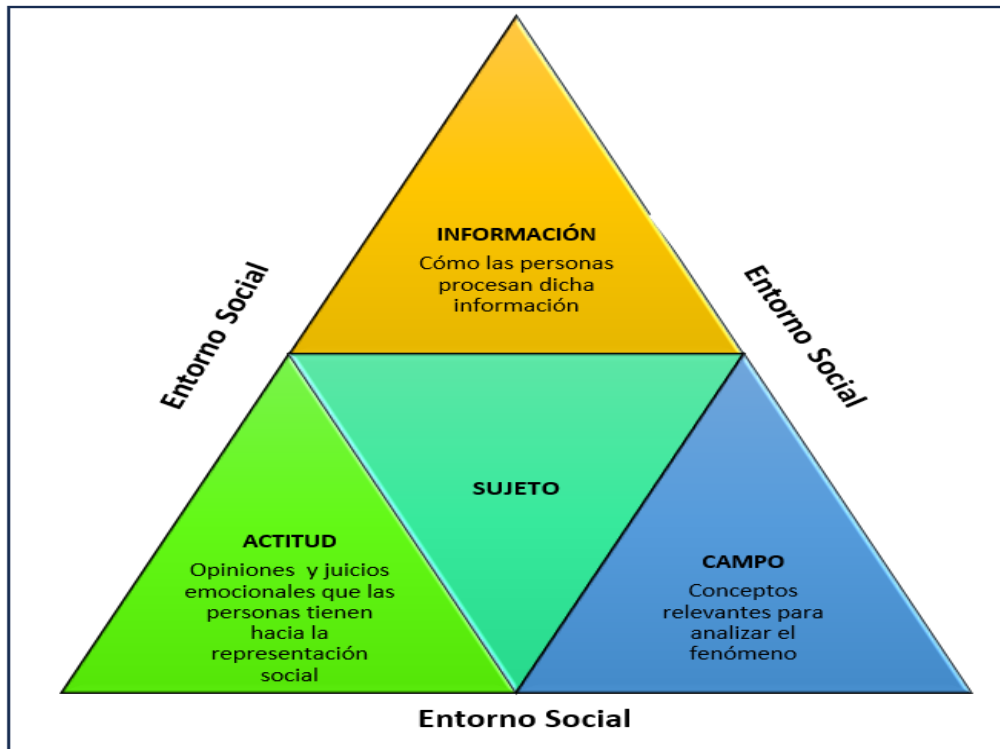 INFORMACIÓN
Cómo las personas
procesan dicha
información
Entorno Social
Entorno Social
SUJETO
ACTITUD
Opiniones y juicios
emocionales que las
personas tienen
hacia la
representación
social
CAMPO
Conceptos
relevantes para
analizar el
fenómeno
Entorno Social